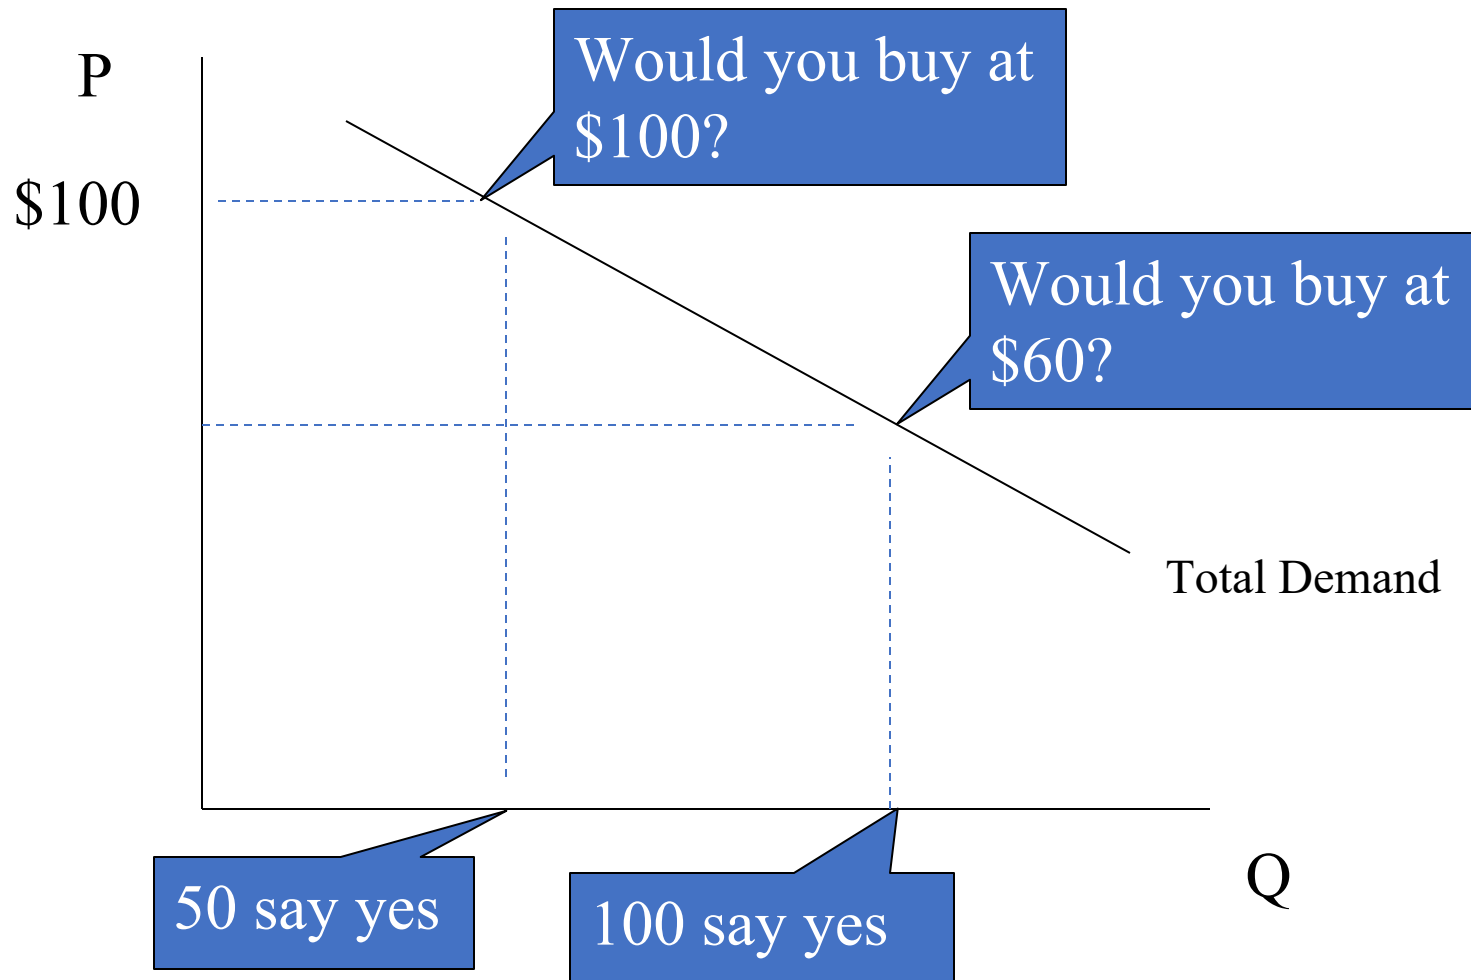 P
Would you buy at
$100?
$100
Would you buy at
$60?
Total Demand
50 say yes
100 say yes
Q